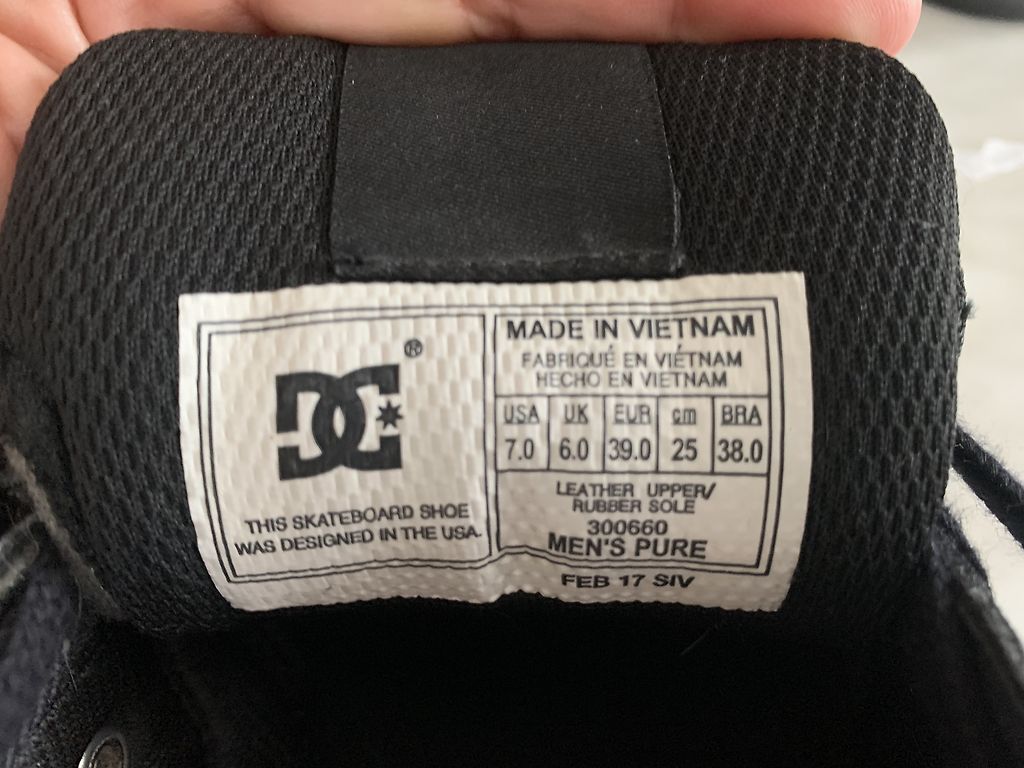 DC ®
THIS SKATEBOARD SHOE
WAS DESIGNED IN THE USA.
MADE IN VIETNAM
FABRIQUÉ EN VIÉTNAM
HECHO EN VIETNAM
USA UK EUR cm BRA
7.0 6.0 39.0 25 38.0
LEATHER UPPER/
RUBBER SOLE
300660
MEN'S PURE
FEB 17 SIV